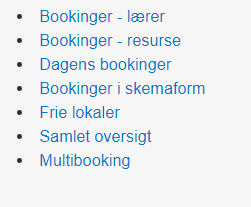 Bookinger - lærer
Bookinger - resurse
Dagens bookinger
Bookinger i skemaform
Frie lokaler
Samlet oversigt
Multibooking